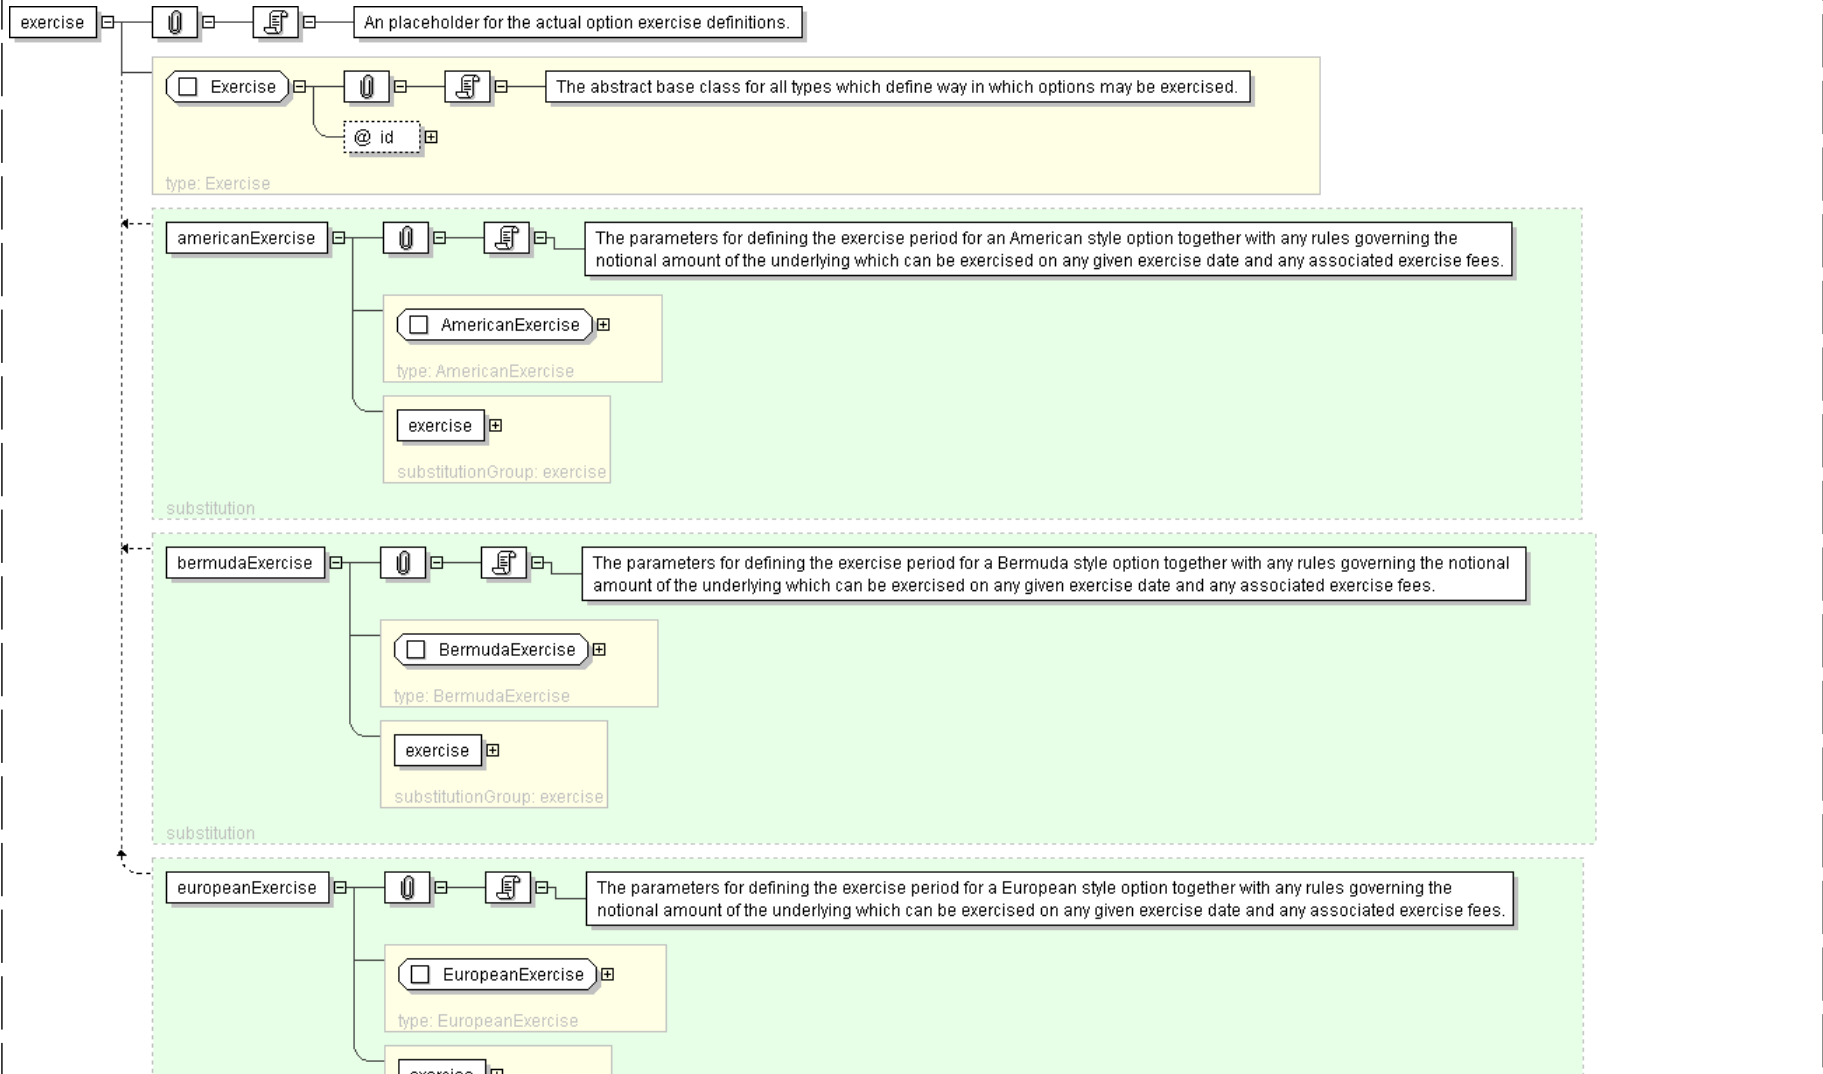 exercise
An placeholder for the actual option exercise definitions.
Exercise
The abstract base class for all types which define way in which options may be exercised.
@ id
type: Exercise
americanExercise
The parameters for defining the exercise period for an American style option together with any rules governing the
notional amount of the underlying which can be exercised on any given exercise date and any associated exercise fees.
AmericanExercise
type: AmericanExercise
exercise
substitutionGroup: exercise
substitution
bermudaExercise
The parameters for defining the exercise period for a Bermuda style option together with any rules governing the notional
amount of the underlying which can be exercised on any given exercise date and any associated exercise fees.
BermudaExercise
type: BermudaExercise
exercise
substitutionGroup: exercise
substitution
europeanExercise
The parameters for defining the exercise period for a European style option together with any rules governing the
notional amount of the underlying which can be exercised on any given exercise date and any associated exercise fees.
EuropeanExercise
type: EuropeanExercise
exercise